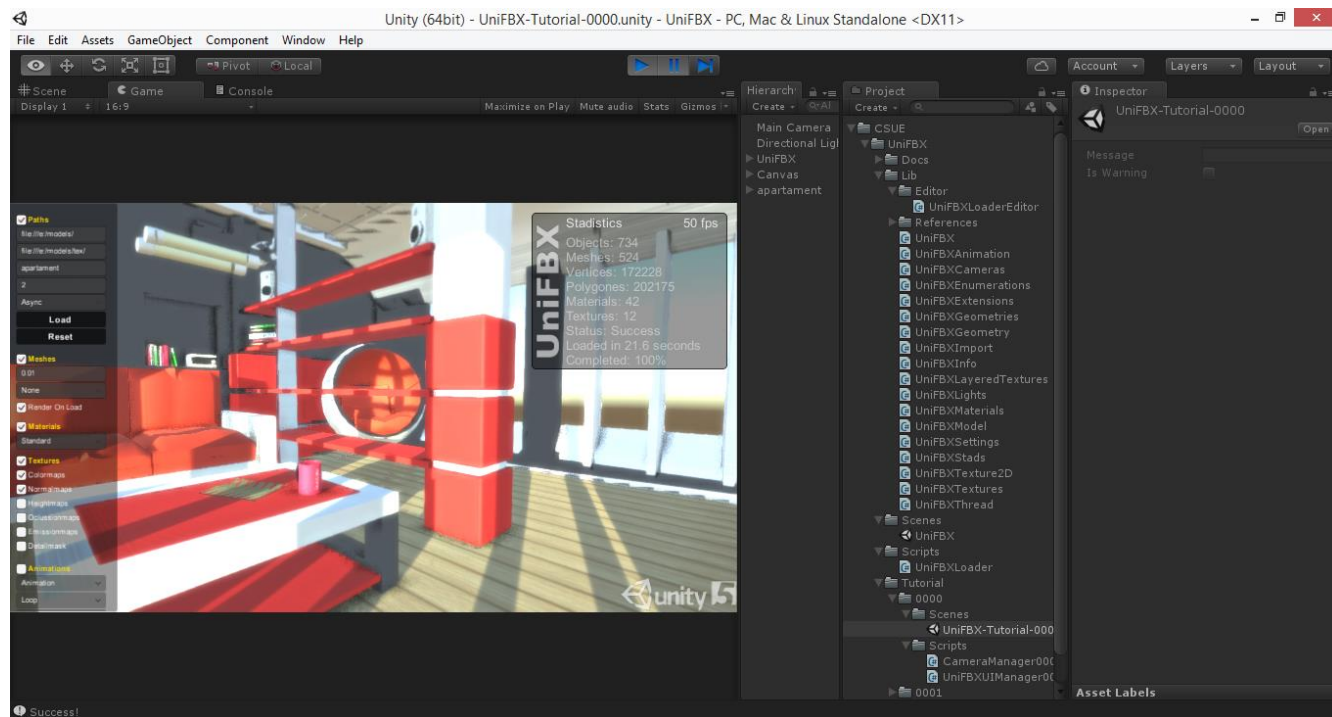 Unity (64bit) - UniFBX-Tutorial-0000.unity - UniFBX - PC, Mac & Linux Standalone <DX11>
File Edit Assets GameObject Component Window Help
Pivot Local Account Layers Layout
Scene Game Console
Display 1 16:9 Maximize on Play Mute audio Stats Gizmos
Paths
file:///e:/models/
file:///e:/models/tex/
apartament
2
Async
Load
Reset
Meshes
0.01
None
Render On Load
Materials
Standard
Textures
Colormaps
Normalmaps
Heightmaps
Oclussionmaps
Emissionmaps
Detailmask
Animations
Animation
Loop
UniFBX
Stadistics 50 fps
Objects: 734
Meshes: 524
Vertices: 172228
Polygones: 202175
Materials: 42
Textures: 12
Status: Success
Loaded in 21.6 seconds
Completed: 100%
unity 5
Hierarch
Create All
Main Camera
Directional Ligh
UniFBX
Canvas
apartament
Project
Create
CSUE
UniFBX
Docs
Lib
Editor
UniFBXLoaderEditor
References
UniFBX
UniFBXAnimation
UniFBXCameras
UniFBXEnumerations
UniFBXExtensions
UniFBXGeometries
UniFBXGeometry
UniFBXImport
UniFBXInfo
UniFBXLayeredTextures
UniFBXLights
UniFBXMaterials
UniFBXModel
UniFBXSettings
UniFBXStads
UniFBXTexture2D
UniFBXTextures
UniFBXThread
Scenes
UniFBX
Scripts
UniFBXLoader
Tutorial
0000
Scenes
UniFBX-Tutorial-000
Scripts
CameraManager000
UniFBXUIManager00
0001
Inspector
UniFBX-Tutorial-0000
Open
Message
Is Warning
Asset Labels
Success!